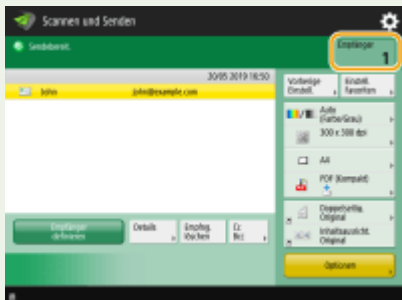 Scannen und Senden
Sendebereit.
Empfänger
1
30/05 2019 16:50
John
john@example.com
Vorherige
Einstell.
Einstell.
Favoriten
Auto
(Farbe/Grau)
300 x 300 dpi
A4
PDF (Kompakt)
Doppelseitig.
Original
Inhaltsausricht.
Original
Empfänger
definieren
Details
Empfng.
löschen
Cc
Bcc
Optionen